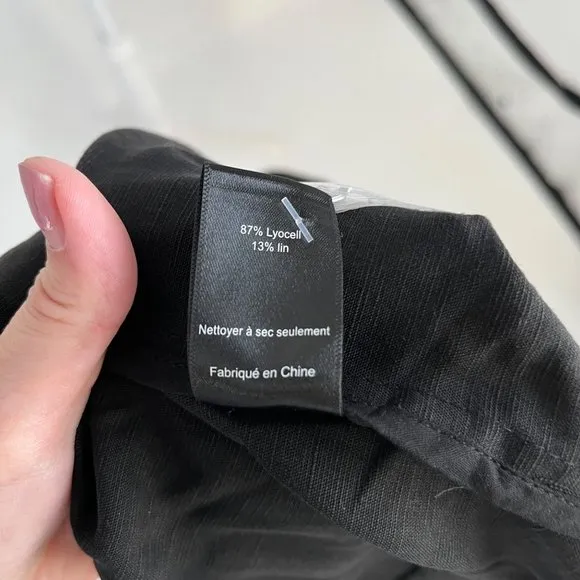 87% Lyocell
13% lin
Nettoyer à sec seulement
Fabriqué en Chine